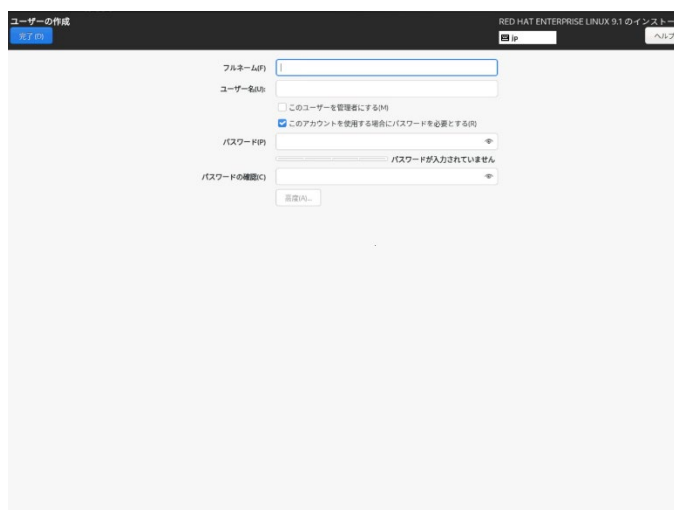 ユーザーの作成
RED HAT ENTERPRISE LINUX 9.1 のインストー
完了(D)
jp
ヘルプ
フルネーム(F)
ユーザー名(U):
このユーザーを管理者にする(M)
このアカウントを使用する場合にパスワードを必要とする(R)
パスワード(P)
パスワードが入力されていません
パスワードの確認(C)
高度(A)...